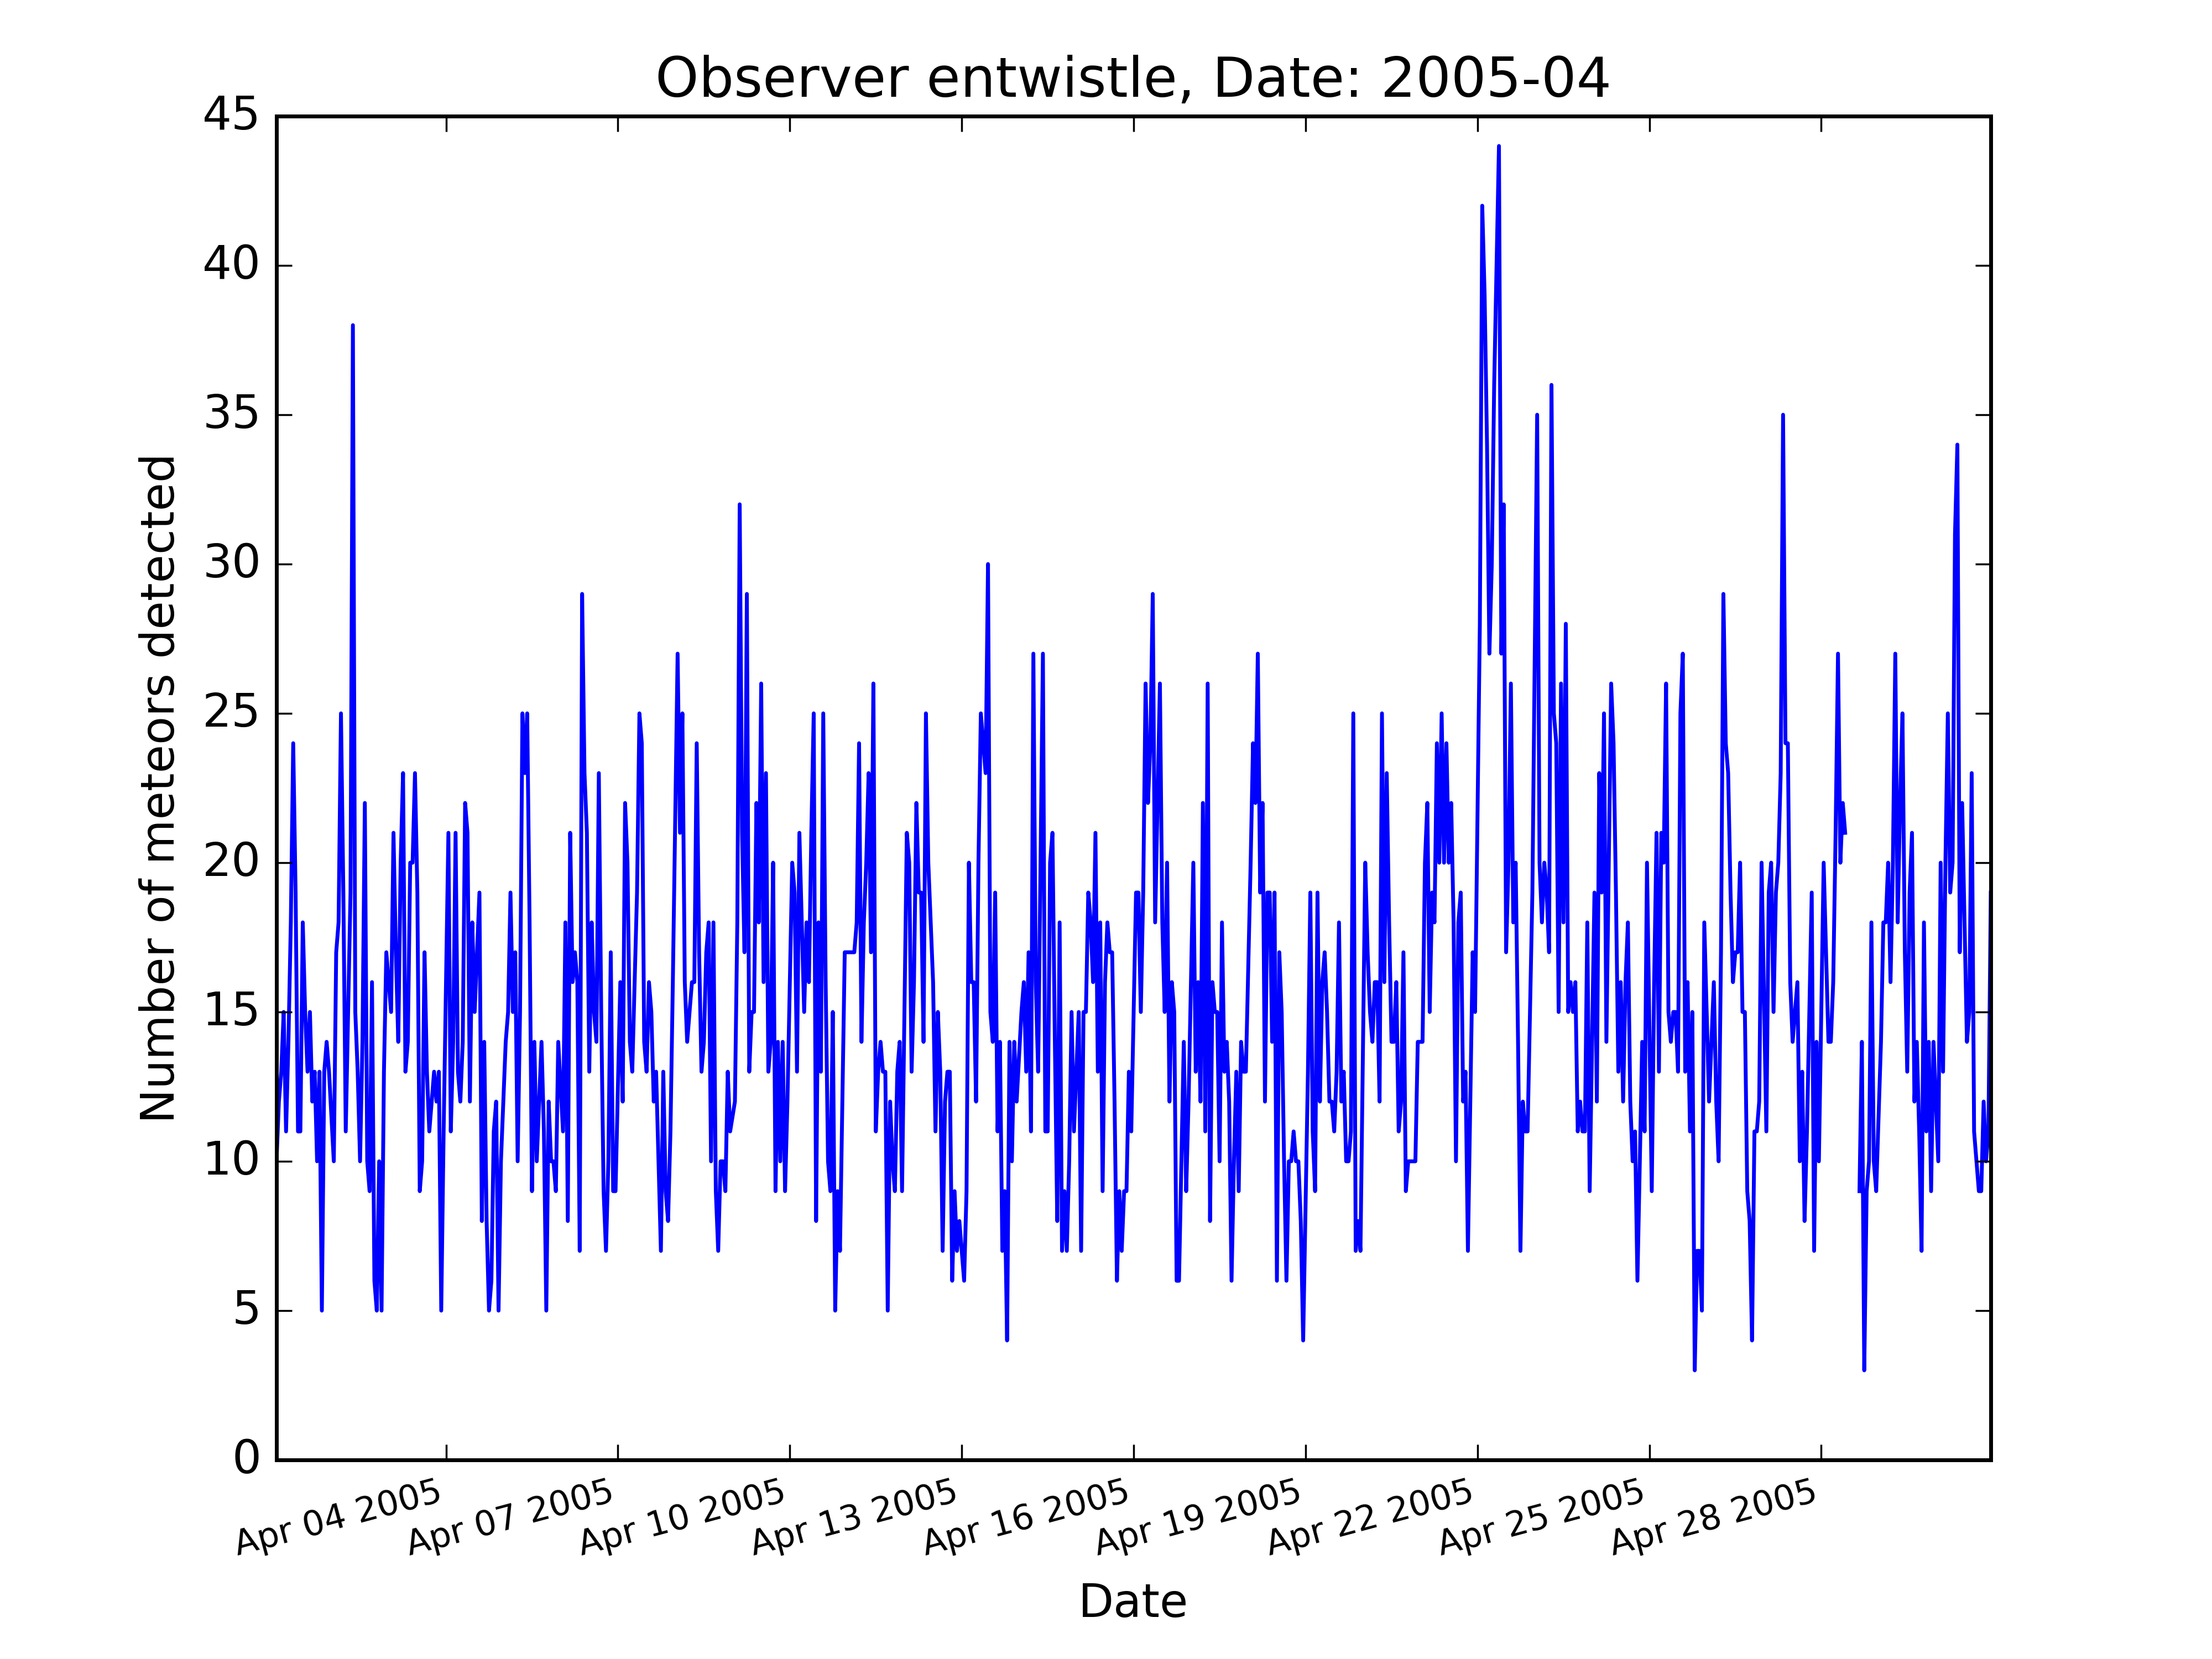 Observer entwistle, Date: 2005-04
45
40
35
30
25
20
15
10
5
0
Number of meteors detected
Apr 04 2005
Apr 07 2005
Apr 10 2005
Apr 13 2005
Apr 16 2005
Apr 19 2005
Apr 22 2005
Apr 25 2005
Apr 28 2005
Date